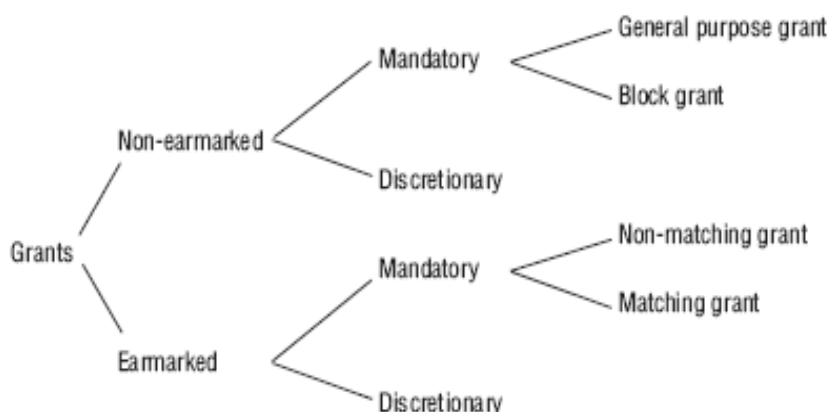 General purpose grant
Mandatory
Block grant
Non-earmarked
Discretionary
Non-matching grant
Grants
Mandatory
Matching grant
Earmarked
Discretionary